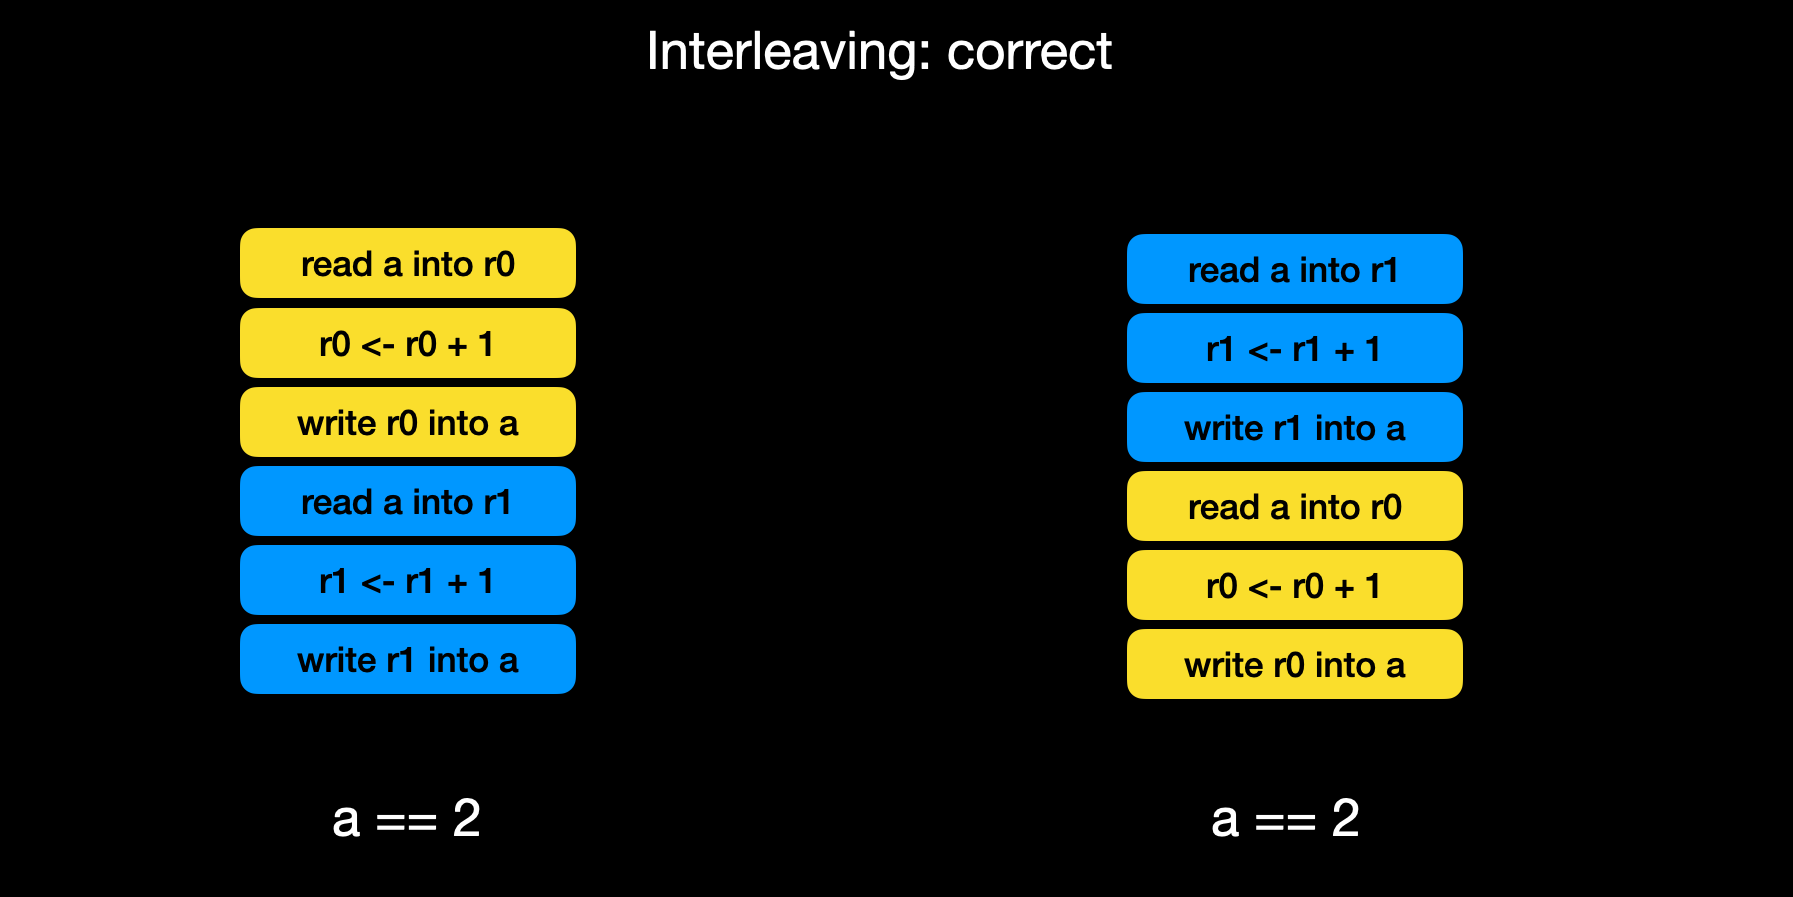 Interleaving: correct
read a into r0
r0 <- r0 + 1
write r0 into a
read a into r1
r1 <- r1 + 1
write r1 into a
a == 2
read a into r1
r1 <- r1 + 1
write r1 into a
read a into r0
r0 <- r0 + 1
write r0 into a
a == 2